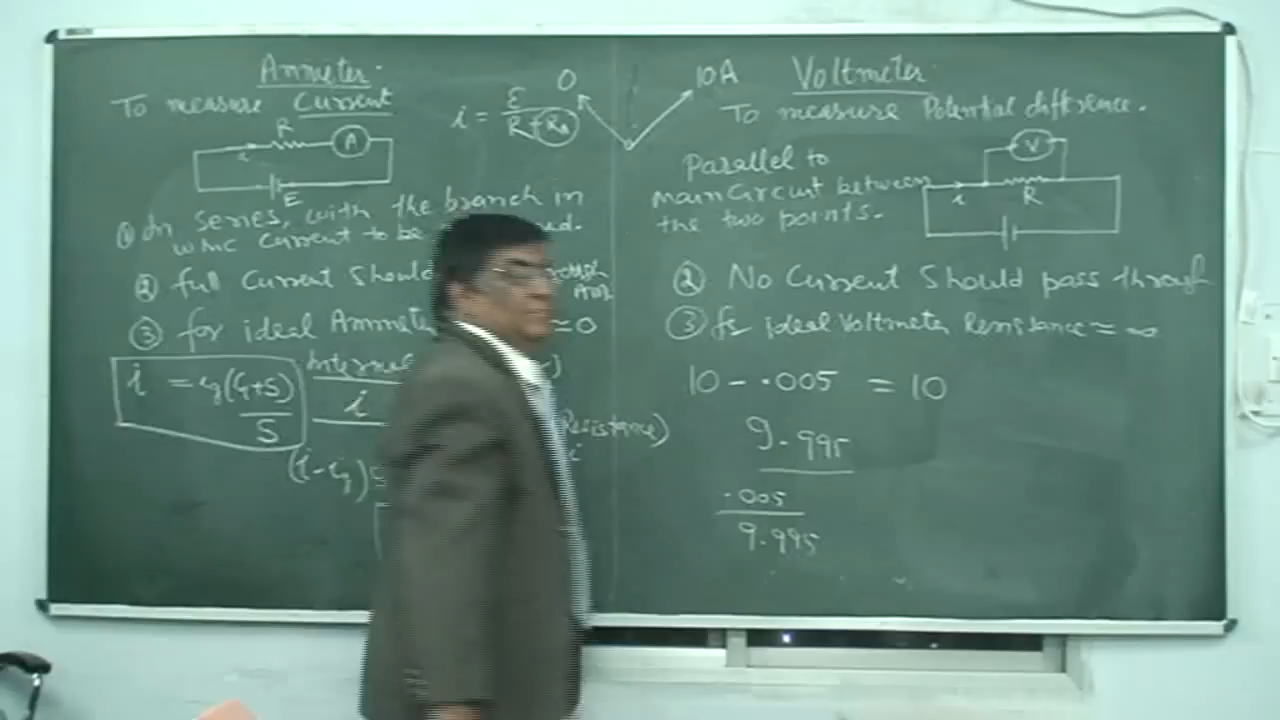 Ammeter.
To measure Current
R
A
i
E
i = E / R + RA
0
10A
① In series, with the branch in
current to be
② full Current Should
③ for ideal Ammeter ≈ 0
i = ig(G+S) / S
i
(i-ig)S
Resistance)
i
Voltmeter.
To measure Potential difference.
Parallel to
main Circuit between
the two points.
V
i
R
② No Current Should pass through
③ for ideal Voltmeter Resistance ≈ ∞
10 - .005 = 10
9.995
.005
9.995